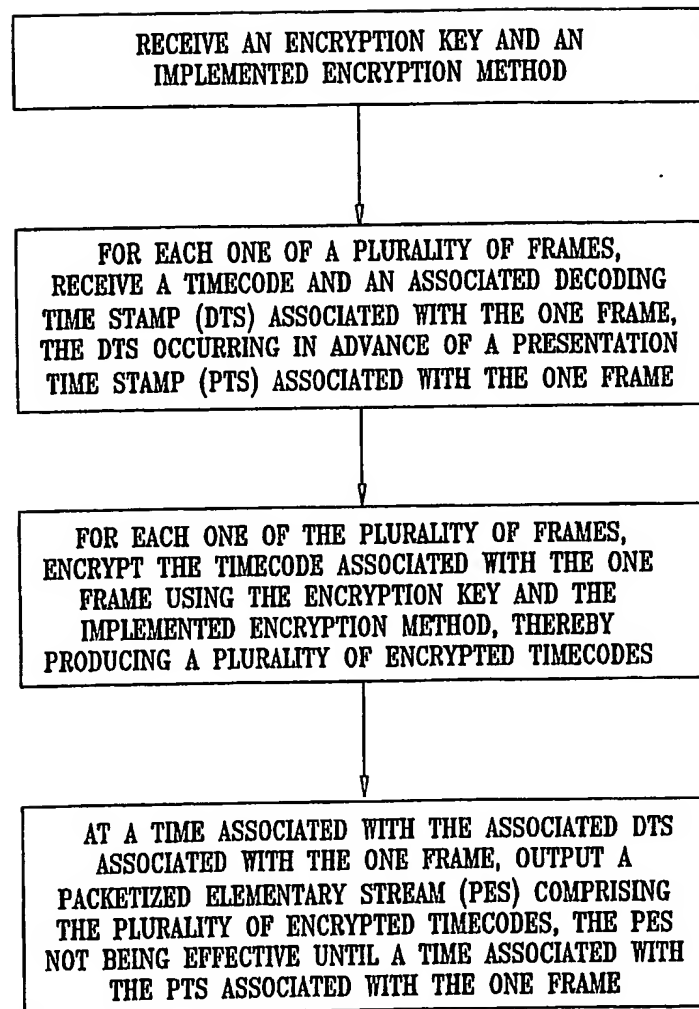 RECEIVE AN ENCRYPTION KEY AND AN
IMPLEMENTED ENCRYPTION METHOD
FOR EACH ONE OF A PLURALITY OF FRAMES,
RECEIVE A TIMECODE AND AN ASSOCIATED DECODING
TIME STAMP (DTS) ASSOCIATED WITH THE ONE FRAME,
THE DTS OCCURRING IN ADVANCE OF A PRESENTATION
TIME STAMP (PTS) ASSOCIATED WITH THE ONE FRAME
FOR EACH ONE OF THE PLURALITY OF FRAMES,
ENCRYPT THE TIMECODE ASSOCIATED WITH THE ONE
FRAME USING THE ENCRYPTION KEY AND THE
IMPLEMENTED ENCRYPTION METHOD, THEREBY
PRODUCING A PLURALITY OF ENCRYPTED TIMECODES
AT A TIME ASSOCIATED WITH THE ASSOCIATED DTS
ASSOCIATED WITH THE ONE FRAME, OUTPUT A
PACKETIZED ELEMENTARY STREAM (PES) COMPRISING
THE PLURALITY OF ENCRYPTED TIMECODES, THE PES
NOT BEING EFFECTIVE UNTIL A TIME ASSOCIATED WITH
THE PTS ASSOCIATED WITH THE ONE FRAME